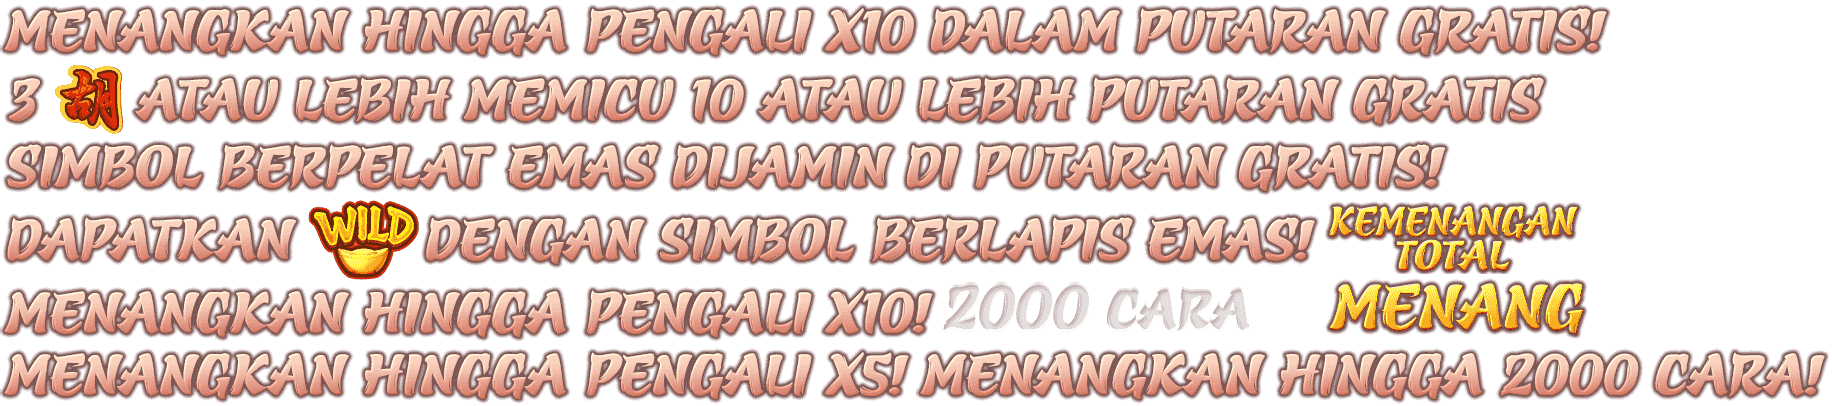 MENANGKAN HINGGA PENGALI X10 DALAM PUTARAN GRATIS!
3 胡 ATAU LEBIH MEMICU 10 ATAU LEBIH PUTARAN GRATIS
SIMBOL BERPELAT EMAS DIJAMIN DI PUTARAN GRATIS!
DAPATKAN WILD DENGAN SIMBOL BERLAPIS EMAS!
KEMENANGAN
TOTAL
MENANGKAN HINGGA PENGALI X10!
2000 CARA
MENANG
MENANGKAN HINGGA PENGALI X5!
MENANGKAN HINGGA 2000 CARA!